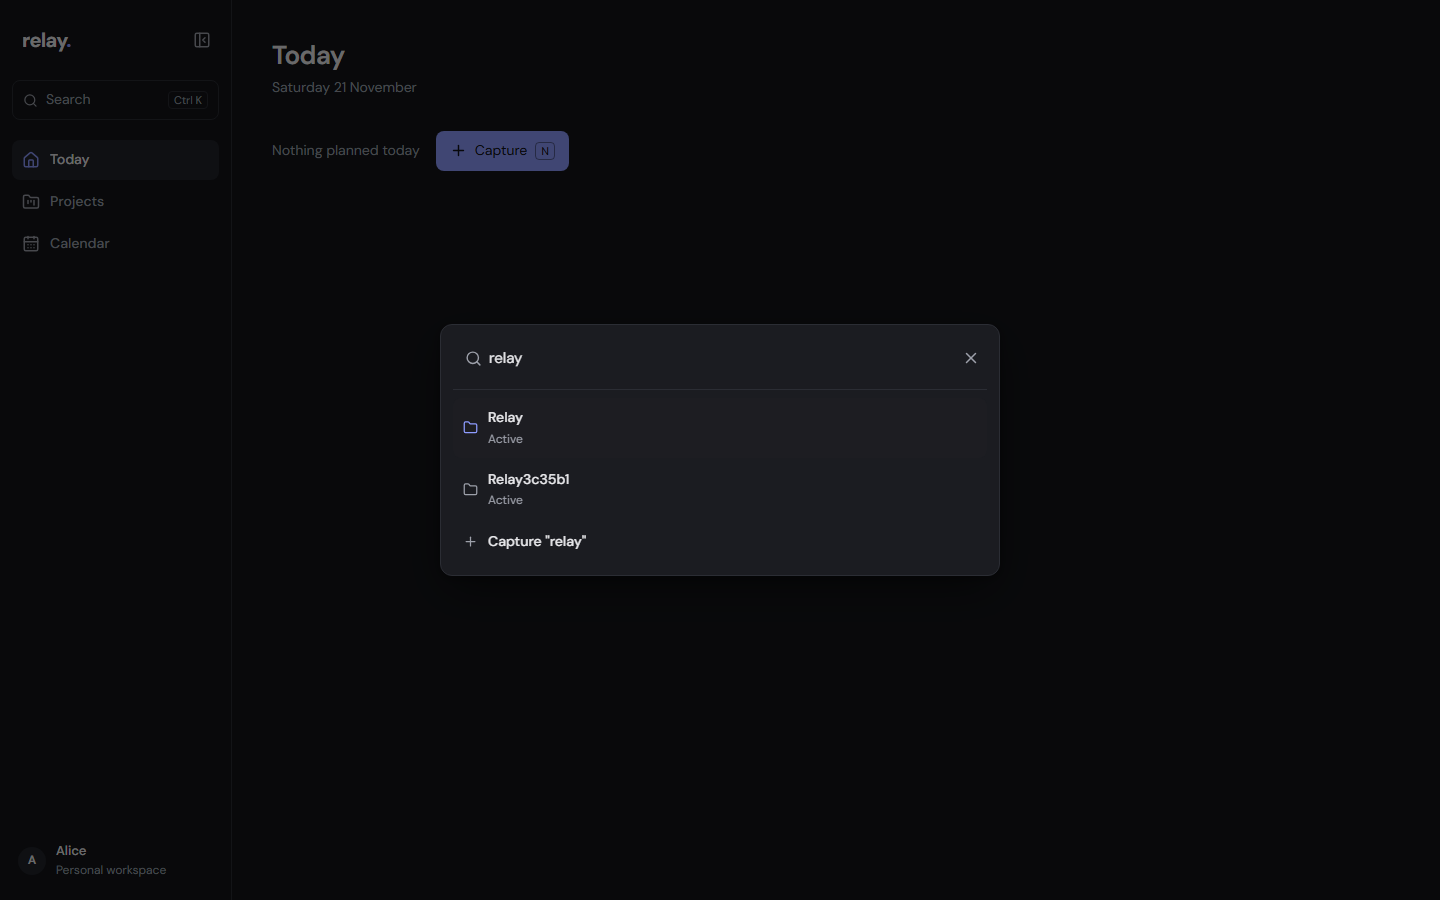 relay.
Search Ctrl K
Today
Projects
Calendar
Today
Saturday 21 November
Nothing planned today
Capture N
relay
Relay
Active
Relay3c35b1
Active
Capture "relay"
A
Alice
Personal workspace